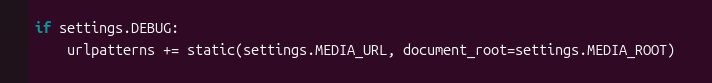 if settings.DEBUG:
    urlpatterns += static(settings.MEDIA_URL, document_root=settings.MEDIA_ROOT)